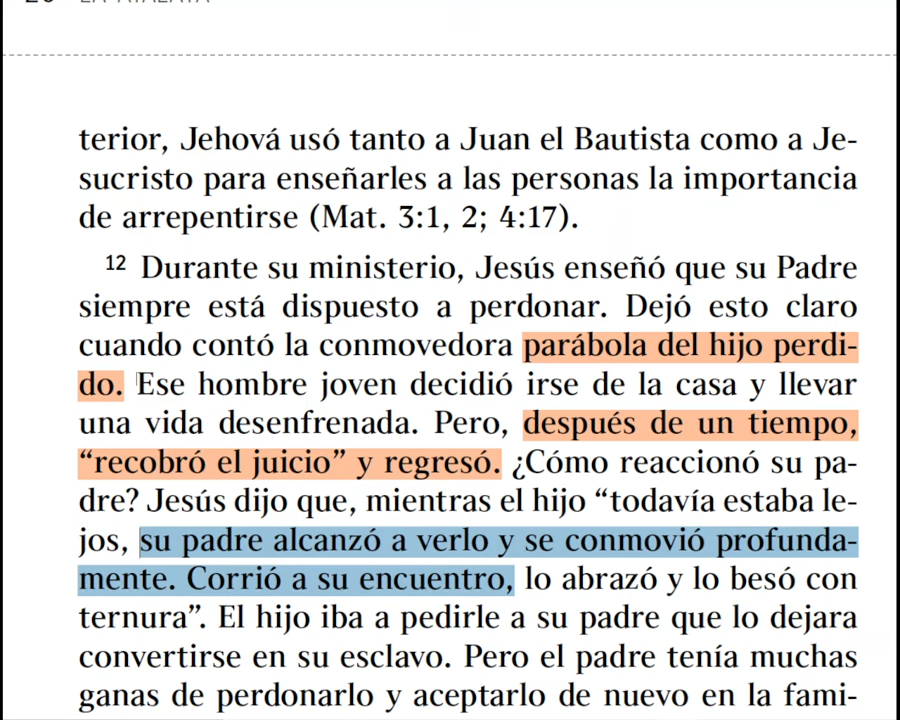 terior, Jehová usó tanto a Juan el Bautista como a Je-
sucristo para enseñarles a las personas la importancia
de arrepentirse (Mat. 3:1, 2; 4:17).
12 Durante su ministerio, Jesús enseñó que su Padre
siempre está dispuesto a perdonar. Dejó esto claro
cuando contó la conmovedora parábola del hijo perdi-
do. Ese hombre joven decidió irse de la casa y llevar
una vida desenfrenada. Pero, después de un tiempo,
“recobró el juicio” y regresó. ¿Cómo reaccionó su pa-
dre? Jesús dijo que, mientras el hijo “todavía estaba le-
jos, su padre alcanzó a verlo y se conmovió profunda-
mente. Corrió a su encuentro, lo abrazó y lo besó con
ternura”. El hijo iba a pedirle a su padre que lo dejara
convertirse en su esclavo. Pero el padre tenía muchas
ganas de perdonarlo y aceptarlo de nuevo en la fami-